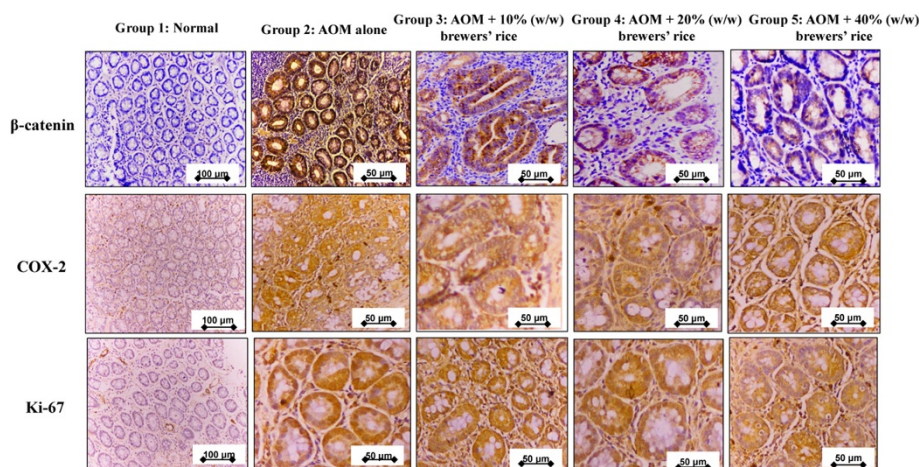 Group 1: Normal
Group 2: AOM alone
Group 3: AOM + 10% (w/w)
brewers' rice
Group 4: AOM + 20% (w/w)
brewers' rice
Group 5: AOM + 40% (w/w)
brewers' rice
β-catenin
100 µm
50 µm
50 µm
50 µm
50 µm
COX-2
100 µm
50 µm
50 µm
50 µm
50 µm
Ki-67
100 µm
50 µm
50 µm
50 µm
50 µm